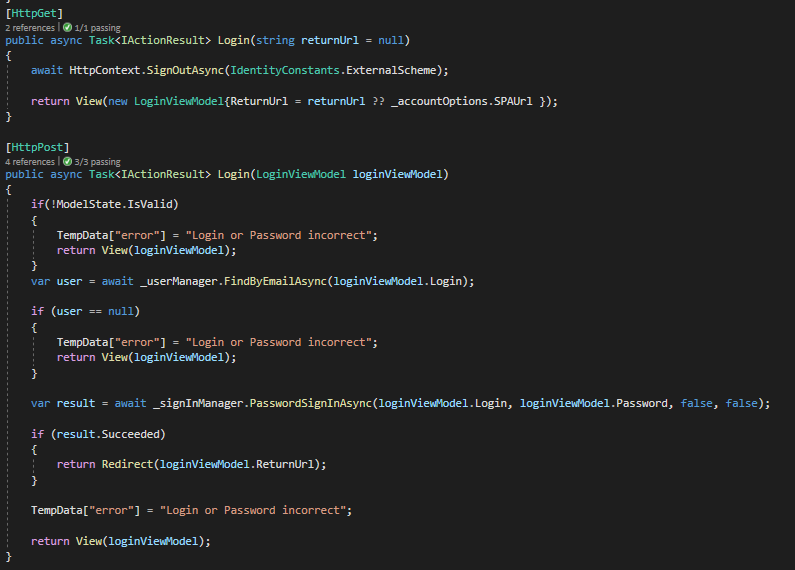 [HttpGet]
2 references | 1/1 passing
public async Task<IActionResult> Login(string returnUrl = null)
{
await HttpContext.SignOutAsync(IdentityConstants.ExternalScheme);
return View(new LoginViewModel{ReturnUrl = returnUrl ?? _accountOptions.SPAUrl });
}
[HttpPost]
4 references | 3/3 passing
public async Task<IActionResult> Login(LoginViewModel loginViewModel)
{
if(!ModelState.IsValid)
{
TempData["error"] = "Login or Password incorrect";
return View(loginViewModel);
}
var user = await _userManager.FindByEmailAsync(loginViewModel.Login);
if (user == null)
{
TempData["error"] = "Login or Password incorrect";
return View(loginViewModel);
}
var result = await _signInManager.PasswordSignInAsync(loginViewModel.Login, loginViewModel.Password, false, false);
if (result.Succeeded)
{
return Redirect(loginViewModel.ReturnUrl);
}
TempData["error"] = "Login or Password incorrect";
return View(loginViewModel);
}